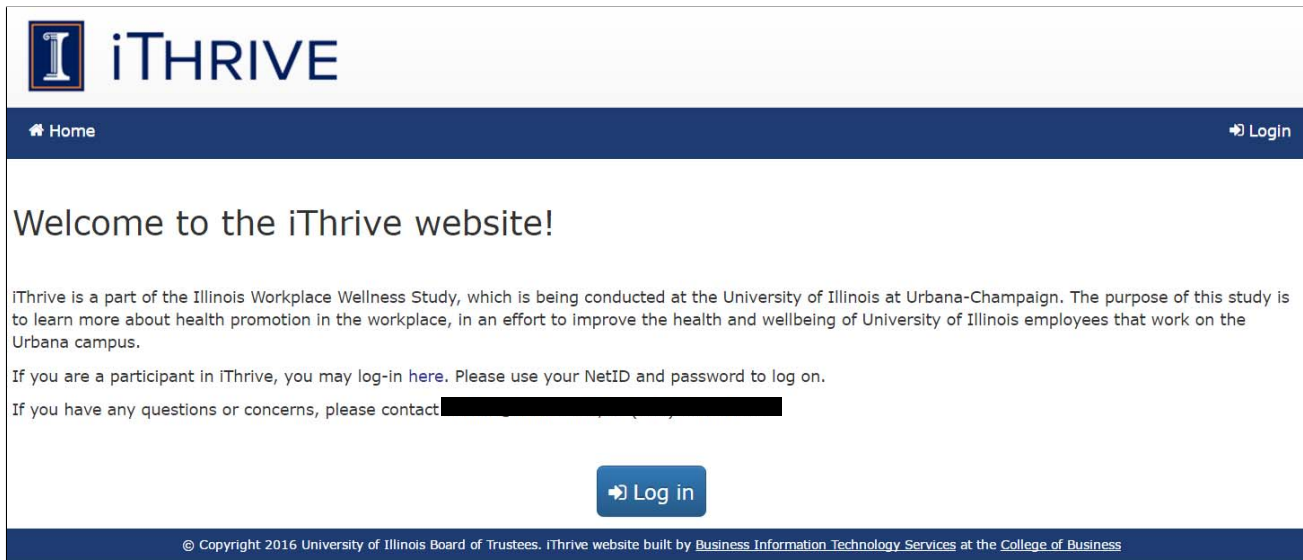 I iTHRIVE
Home Login
Welcome to the iThrive website!
iThrive is a part of the Illinois Workplace Wellness Study, which is being conducted at the University of Illinois at Urbana-Champaign. The purpose of this study is
to learn more about health promotion in the workplace, in an effort to improve the health and wellbeing of University of Illinois employees that work on the
Urbana campus.
If you are a participant in iThrive, you may log-in here. Please use your NetID and password to log on.
If you have any questions or concerns, please contact
Log in
© Copyright 2016 University of Illinois Board of Trustees. iThrive website built by Business Information Technology Services at the College of Business